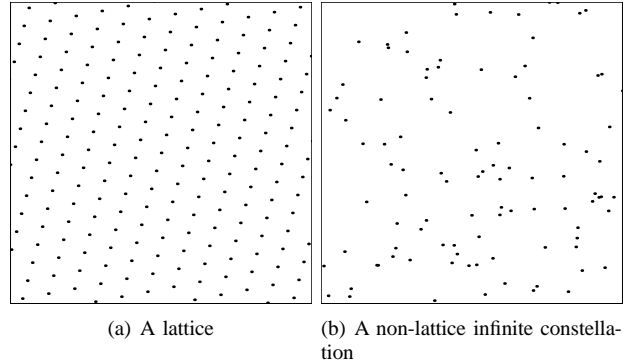 (a) A lattice
(b) A non-lattice infinite constella-
tion